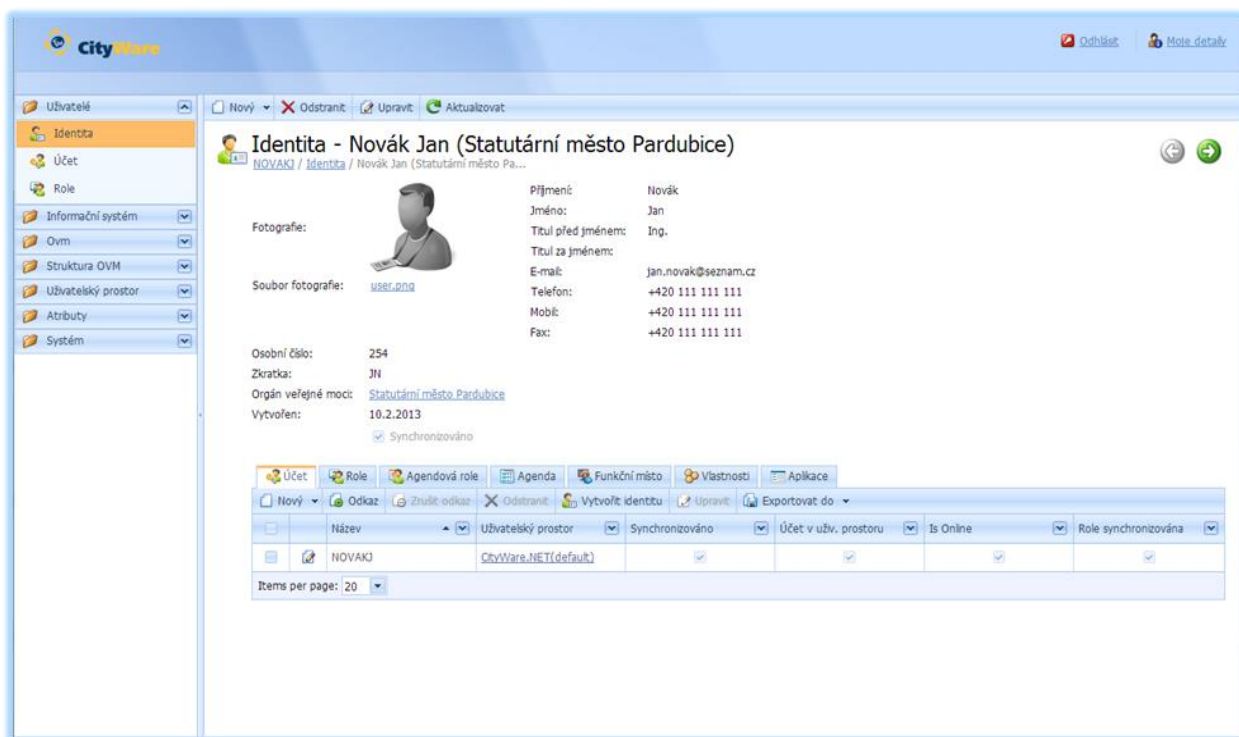 CityWare
Odhlásit Moje detaily
Uživatelé
Identita
Účet
Role
Informační systém
Ovm
Struktura OVM
Uživatelský prostor
Atributy
Systém
Nový Odstranit Upravit Aktualizovat
Identita - Novák Jan (Statutární město Pardubice)
NOVAKJ / Identita / Novák Jan (Statutární město Pa...
Fotografie:
Soubor fotografie: user.png
Příjmení: Novák
Jméno: Jan
Titul před jménem: Ing.
Titul za jménem:
E-mail: jan.novak@seznam.cz
Telefon: +420 111 111 111
Mobil: +420 111 111 111
Fax: +420 111 111 111
Osobní číslo: 254
Zkratka: JN
Orgán veřejné moci: Statutární město Pardubice
Vytvořen: 10.2.2013
Synchronizováno
Účet Role Agendová role Agenda Funkční místo Vlastnosti Aplikace
Nový Odkaz Zrušit odkaz Odstranit Vytvořit identitu Upravit Exportovat do
Název Uživatelský prostor Synchronizováno Účet v uživ. prostoru Is Online Role synchronizována
NOVAKJ CityWare.NET(default)
Items per page: 20